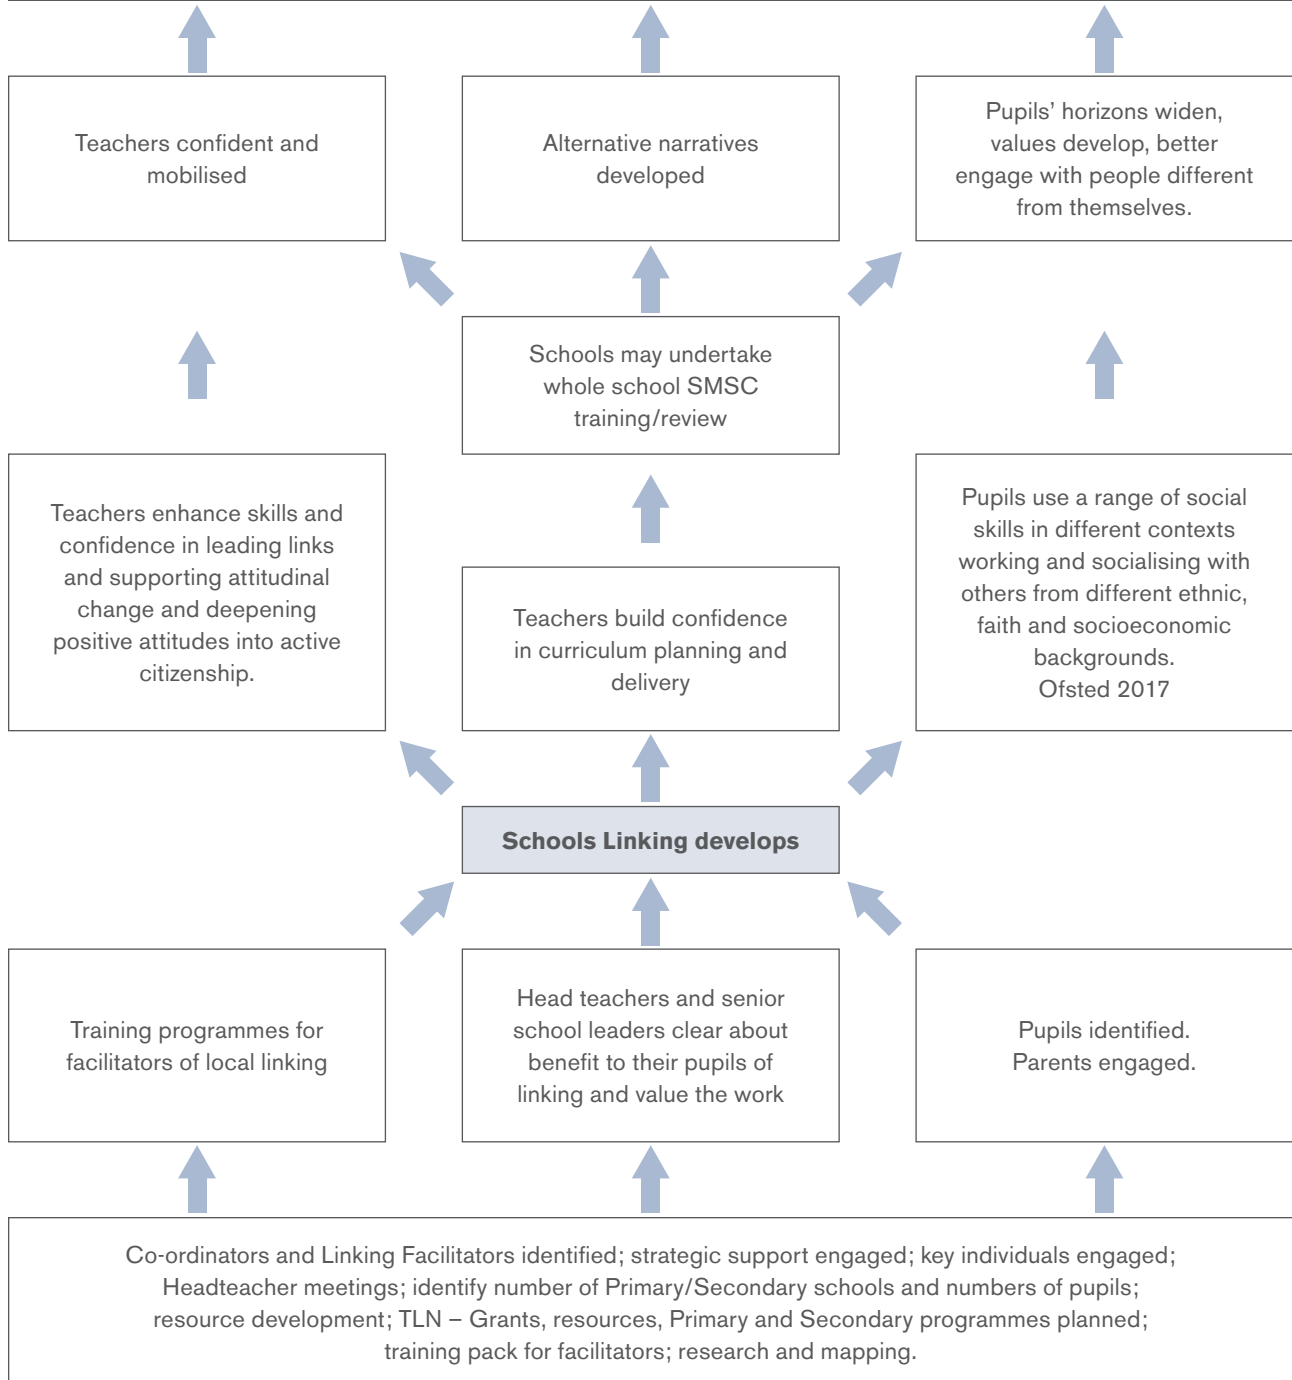 Teachers confident and
mobilised
Alternative narratives
developed
Pupils’ horizons widen,
values develop, better
engage with people different
from themselves.
Schools may undertake
whole school SMSC
training/review
Teachers enhance skills and
confidence in leading links
and supporting attitudinal
change and deepening
positive attitudes into active
citizenship.
Teachers build confidence
in curriculum planning and
delivery
Pupils use a range of social
skills in different contexts
working and socialising with
others from different ethnic,
faith and socioeconomic
backgrounds.
Ofsted 2017
Schools Linking develops
Training programmes for
facilitators of local linking
Head teachers and senior
school leaders clear about
benefit to their pupils of
linking and value the work
Pupils identified.
Parents engaged.
Co-ordinators and Linking Facilitators identified; strategic support engaged; key individuals engaged;
Headteacher meetings; identify number of Primary/Secondary schools and numbers of pupils;
resource development; TLN – Grants, resources, Primary and Secondary programmes planned;
training pack for facilitators; research and mapping.